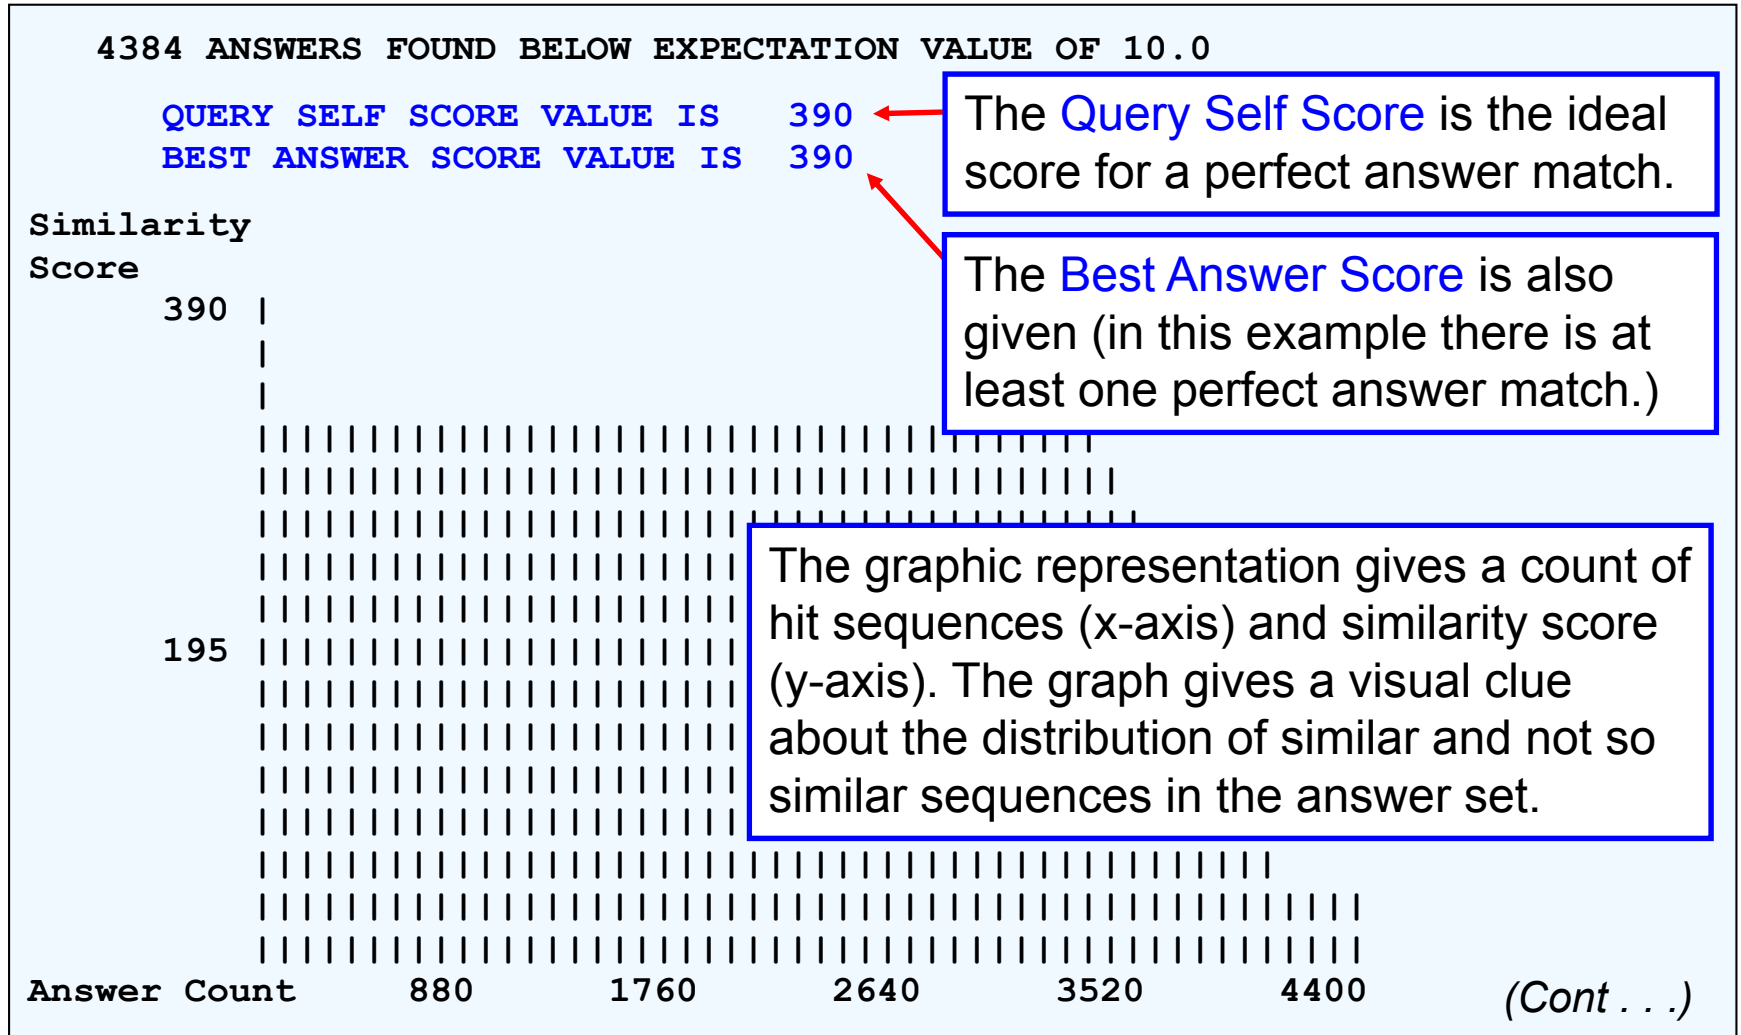 4384 ANSWERS FOUND BELOW EXPECTATION VALUE OF 10.0
QUERY SELF SCORE VALUE IS 390
BEST ANSWER SCORE VALUE IS 390
The Query Self Score is the ideal
score for a perfect answer match.
The Best Answer Score is also
given (in this example there is at
least one perfect answer match.)
Similarity
Score
390
The graphic representation gives a count of
hit sequences (x-axis) and similarity score
(y-axis). The graph gives a visual clue
about the distribution of similar and not so
similar sequences in the answer set.
195
Answer Count 880 1760 2640 3520 4400
(Cont . . .)